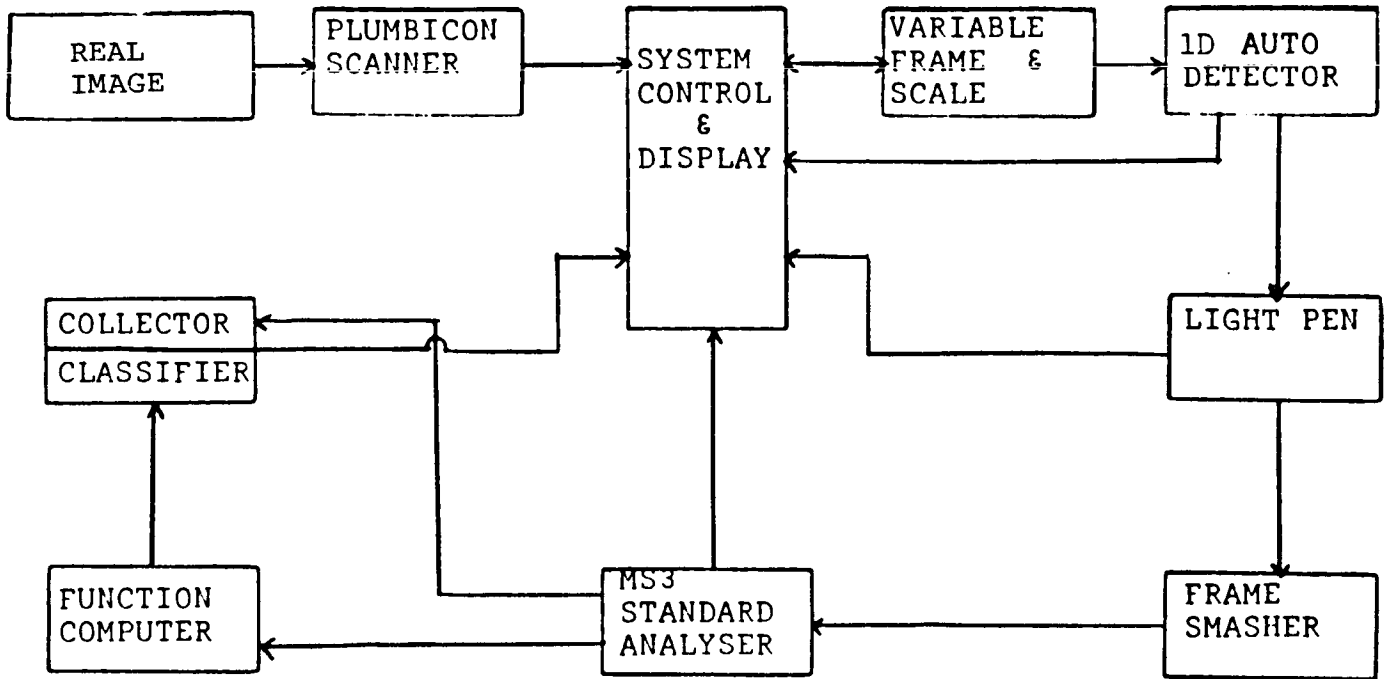 REAL
IMAGE
PLUMBICON
SCANNER
SYSTEM
CONTROL
&
DISPLAY
VARIABLE
FRAME &
SCALE
1D AUTO
DETECTOR
COLLECTOR
CLASSIFIER
LIGHT PEN
FUNCTION
COMPUTER
MS3
STANDARD
ANALYSER
FRAME
SMASHER